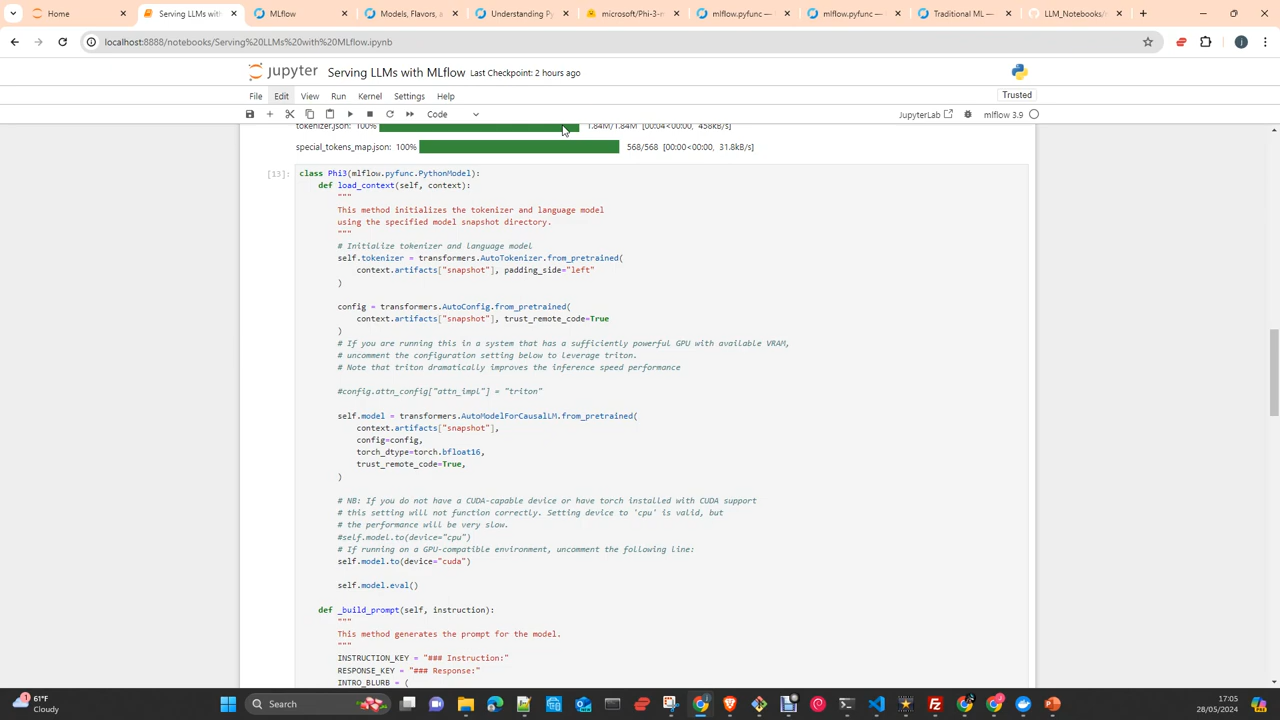 Home
Serving LLMs with
MLflow
Models, Flavors, a
Understanding Py
microsoft/Phi-3-m
mlflow.pyfunc —
mlflow.pyfunc —
Traditional ML —
LLM_Notebooks/
localhost:8888/notebooks/Serving%20LLMs%20with%20MLflow.ipynb
jupyter Serving LLMs with MLflow Last Checkpoint: 2 hours ago
File Edit View Run Kernel Settings Help Trusted
Code JupyterLab mlflow 3.9
tokenizer.json: 100% 1.84M/1.84M [00:04<00:00, 458kB/s]
special_tokens_map.json: 100% 568/568 [00:00<00:00, 31.8kB/s]
[13]: class Phi3(mlflow.pyfunc.PythonModel):
def load_context(self, context):
"""
This method initializes the tokenizer and language model
using the specified model snapshot directory.
"""
# Initialize tokenizer and language model
self.tokenizer = transformers.AutoTokenizer.from_pretrained(
context.artifacts["snapshot"], padding_side="left"
)
config = transformers.AutoConfig.from_pretrained(
context.artifacts["snapshot"], trust_remote_code=True
)
# If you are running this in a system that has a sufficiently powerful GPU with available VRAM,
# uncomment the configuration setting below to leverage triton.
# Note that triton dramatically improves the inference speed performance
#config.attn_config["attn_impl"] = "triton"
self.model = transformers.AutoModelForCausalLM.from_pretrained(
context.artifacts["snapshot"],
config=config,
torch_dtype=torch.bfloat16,
trust_remote_code=True,
)
# NB: If you do not have a CUDA-capable device or have torch installed with CUDA support
# this setting will not function correctly. Setting device to 'cpu' is valid, but
# the performance will be very slow.
#self.model.to(device="cpu")
# If running on a GPU-compatible environment, uncomment the following line:
self.model.to(device="cuda")
self.model.eval()
def _build_prompt(self, instruction):
"""
This method generates the prompt for the model.
"""
INSTRUCTION_KEY = "### Instruction:"
RESPONSE_KEY = "### Response:"
INTRO_BLURB = (
61°F
Cloudy
Search
17:05
28/05/2024